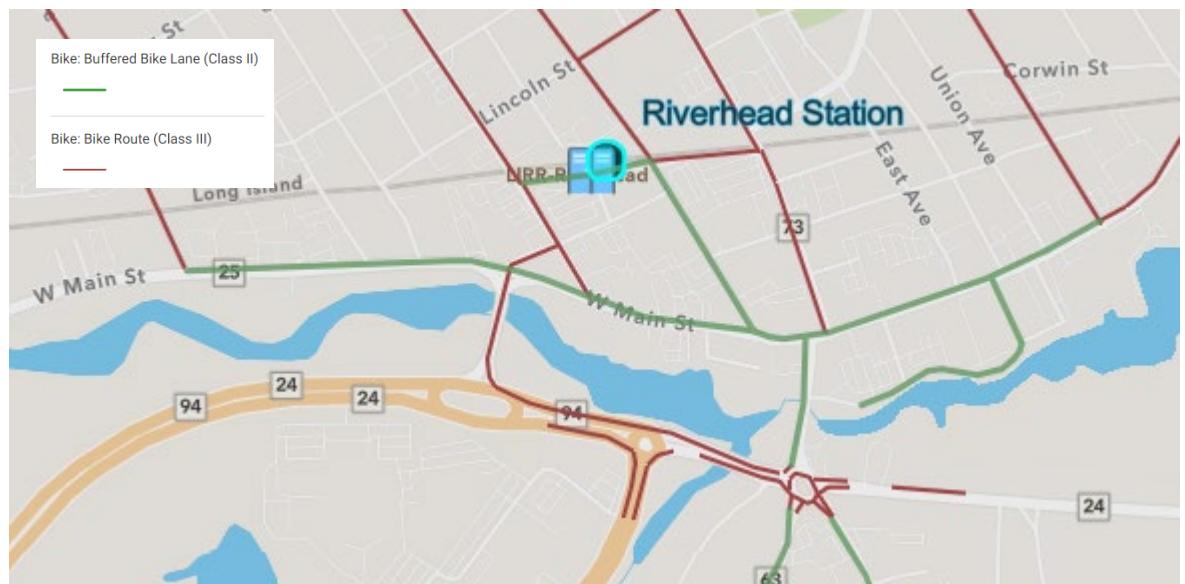 St
Bike: Buffered Bike Lane (Class II)
Bike: Bike Route (Class III)
Lincoln St
Riverhead Station
Union Ave
Corwin St
East Ave
Long Island
73
25
W Main St
W Main St
24
24
94
94
24
63